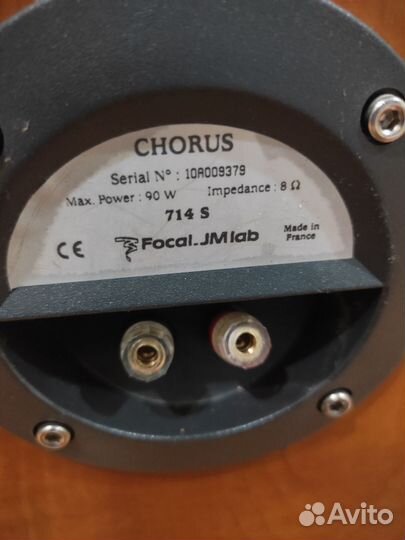 CHORUS
Serial N° : 10A009379
Max. Power : 90 W Impedance : 8 Ω
714 S
CE Focal.JMlab Made in France
Avito